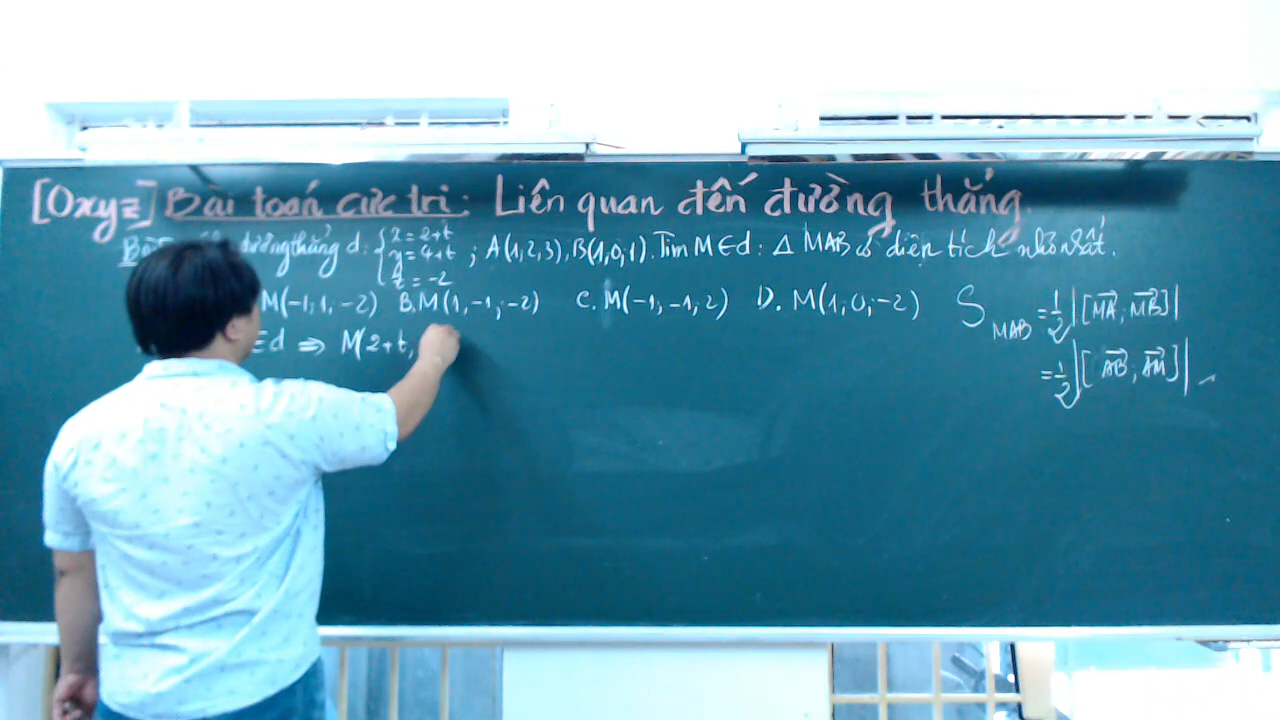 [Oxyz] Bài toán cực trị: Liên quan đến đường thẳng.
đường thẳng d: { x = 2+t y = 4+t z = -2 ; A(1,2,3), B(1,0,1). Tìm M ∈ d : Δ MAB có diện tích nhỏ nhất.
M(-1; 1, -2) B. M(1, -1; -2) C. M(-1, -1, 2) D. M(1; 0; -2)
∈ d ⇒ M(2+t,
S MAB = 1/2 |[MA→; MB→]|
= 1/2 |[AB→, AM→]|